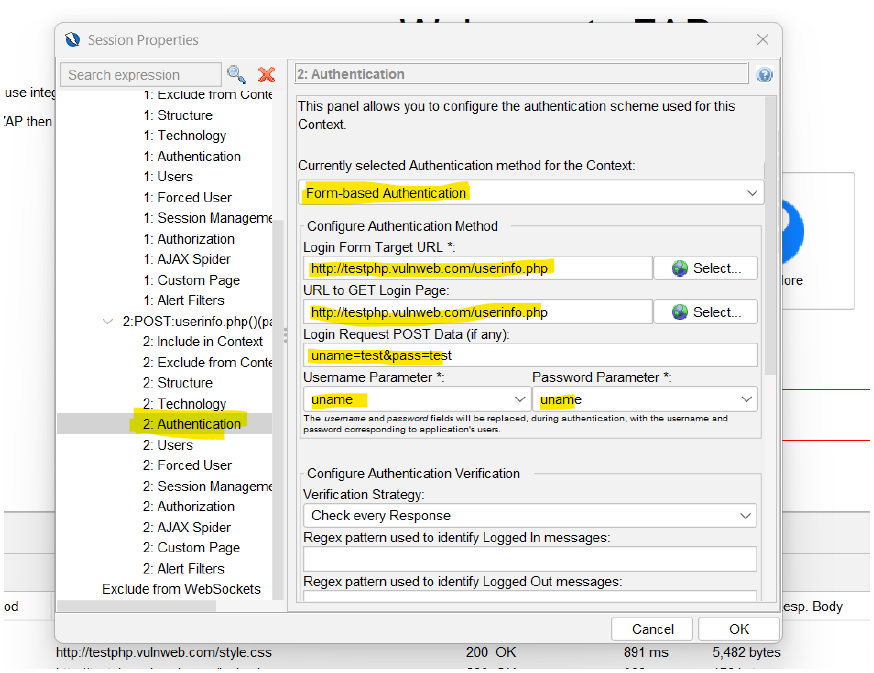 Session Properties
Search expression
2: Authentication
use integ
'AP then
1: Exclude from Conte
1: Structure
1: Technology
1: Authentication
1: Users
1: Forced User
1: Session Manageme
1: Authorization
1: AJAX Spider
1: Custom Page
1: Alert Filters
2:POST:userinfo.php()(pa
2: Include in Context
2: Exclude from Conte
2: Structure
2: Technology
2: Authentication
2: Users
2: Forced User
2: Session Manageme
2: Authorization
2: AJAX Spider
2: Custom Page
2: Alert Filters
Exclude from WebSockets
This panel allows you to configure the authentication scheme used for this
Context.
Currently selected Authentication method for the Context:
Form-based Authentication
Configure Authentication Method
Login Form Target URL *:
http://testphp.vulnweb.com/userinfo.php Select...
URL to GET Login Page:
http://testphp.vulnweb.com/userinfo.php Select...
Login Request POST Data (if any):
uname=test&pass=test
Username Parameter *: Password Parameter *:
uname uname
The username and password fields will be replaced, during authentication, with the username and
password corresponding to application's users.
Configure Authentication Verification
Verification Strategy:
Check every Response
Regex pattern used to identify Logged In messages:
Regex pattern used to identify Logged Out messages:
Cancel OK
ore
od
esp. Body
http://testphp.vulnweb.com/style.css 200 OK 891 ms 5,482 bytes